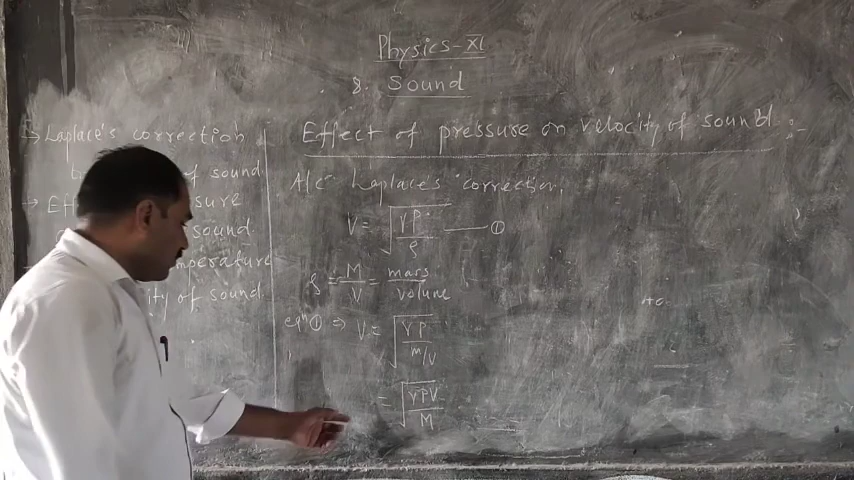 Physics-XI
8. Sound
→ Laplace's correction
of sound
→ Ef sure
sound.
mperature
ity of sound.
Effect of pressure on velocity of sound :-
A/c Laplace's correction,
V = √(γP/ρ) —— ①
ρ = M/V = mass/volume
eqⁿ ① ⇒ V = √(γP/(m/V))
= √(γPV/M)